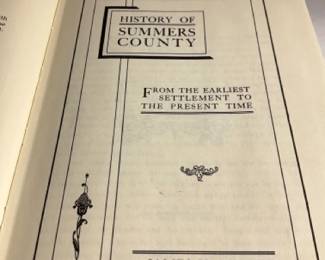 HISTORY OF
SUMMERS
COUNTY
FROM THE EARLIEST
SETTLEMENT TO
THE PRESENT TIME